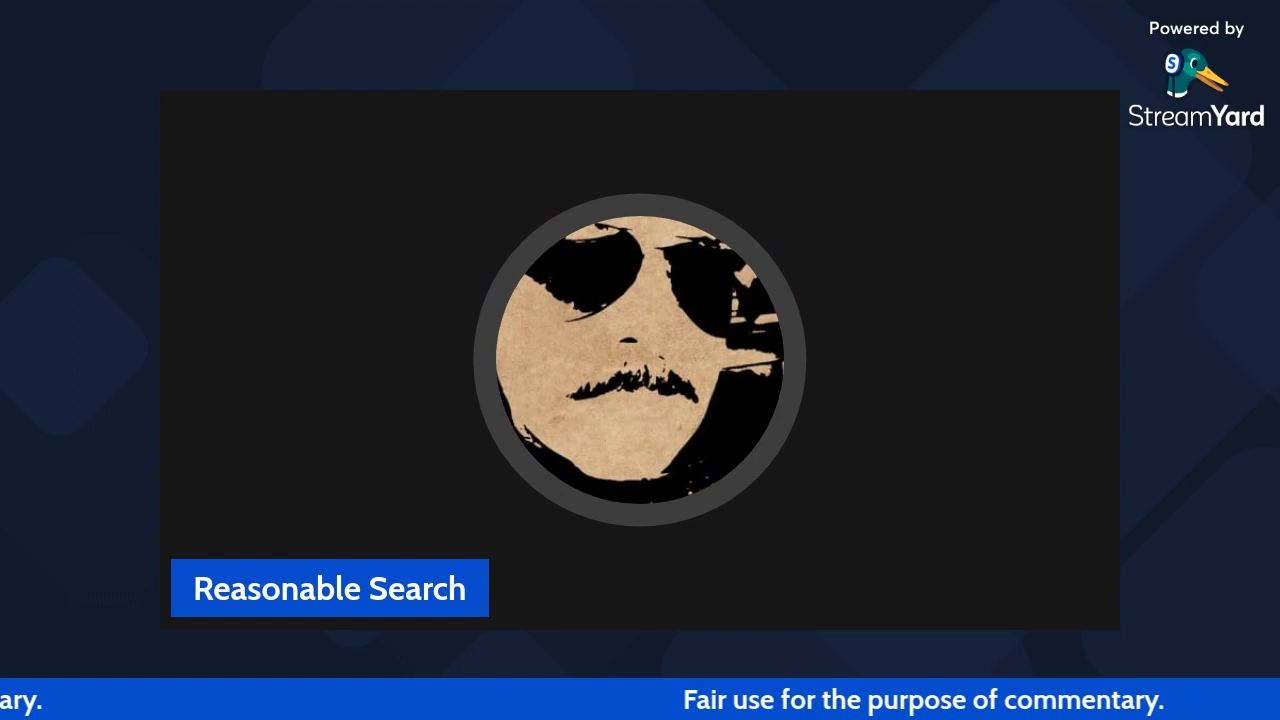 Powered by
S
StreamYard
Reasonable Search
ary.
Fair use for the purpose of commentary.